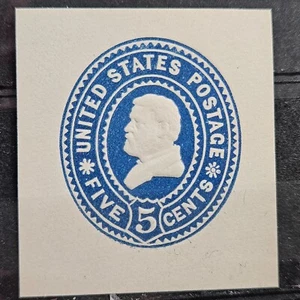 * UNITED STATES POSTAGE *
FIVE 5 CENTS